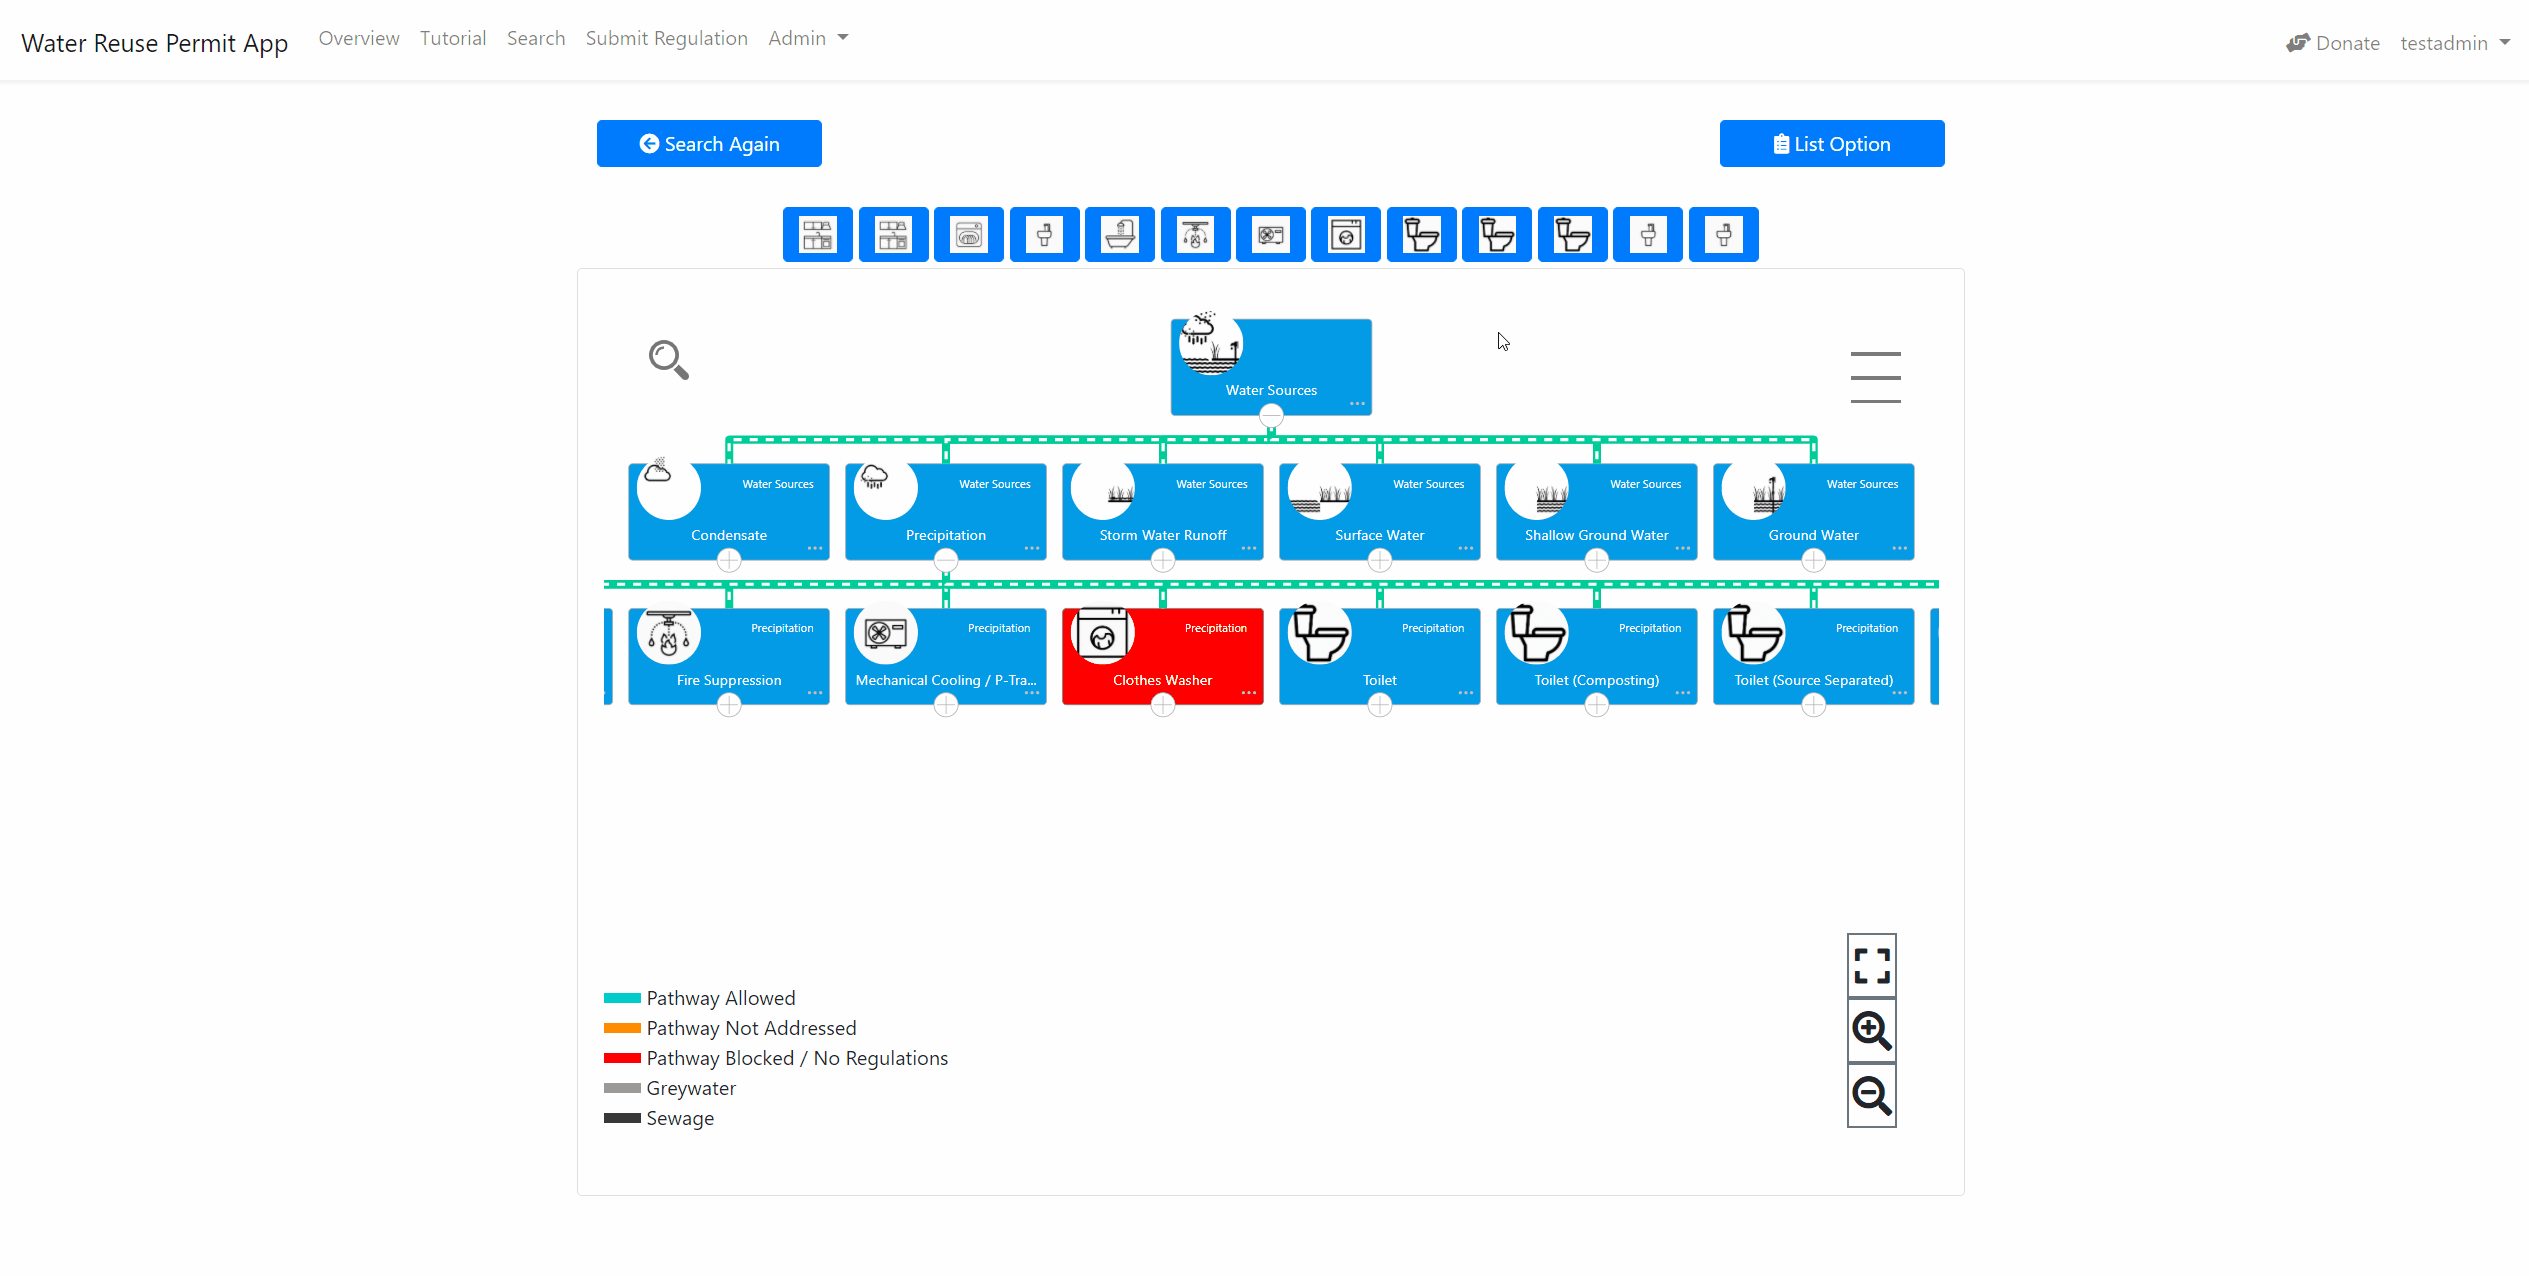 Water Reuse Permit App
Overview
Tutorial
Search
Submit Regulation
Admin
Donate
testadmin
Search Again
List Option
Water Sources
Water Sources
Condensate
Water Sources
Precipitation
Water Sources
Storm Water Runoff
Water Sources
Surface Water
Water Sources
Shallow Ground Water
Water Sources
Ground Water
Precipitation
Fire Suppression
Precipitation
Mechanical Cooling / P-Tra...
Precipitation
Clothes Washer
Precipitation
Toilet
Precipitation
Toilet (Composting)
Precipitation
Toilet (Source Separated)
Pathway Allowed
Pathway Not Addressed
Pathway Blocked / No Regulations
Greywater
Sewage